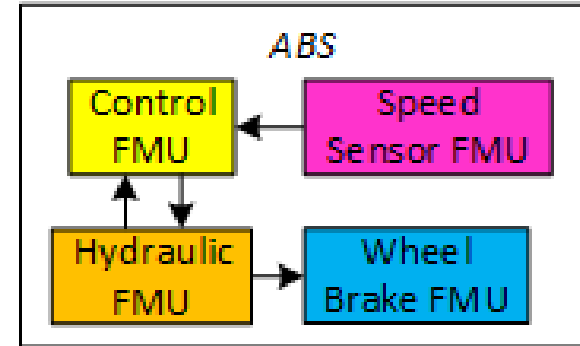 ABS
Control
FMU
Speed
Sensor FMU
Hydraulic
FMU
Wheel
Brake FMU